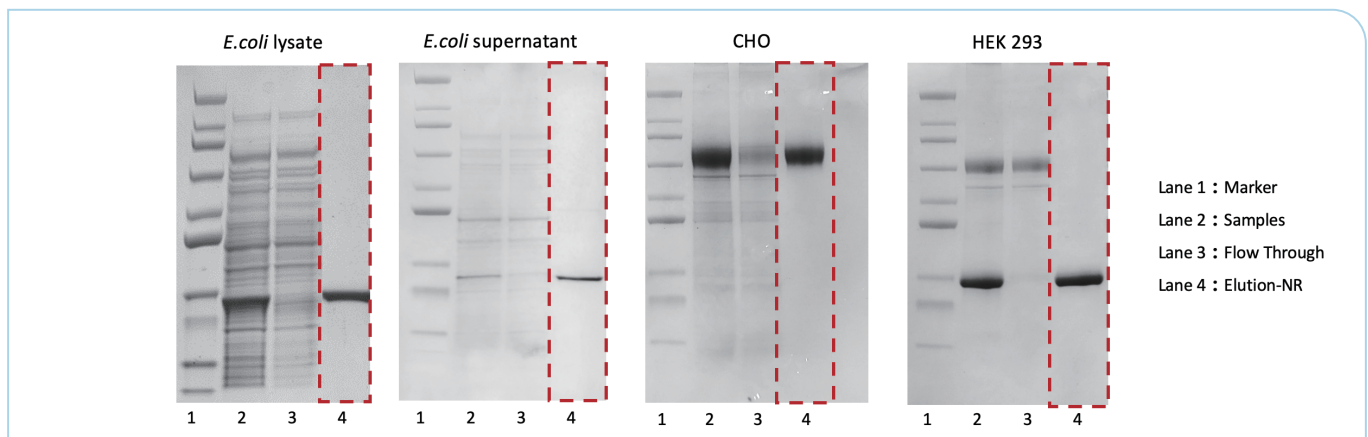 E.coli lysate
E.coli supernatant
CHO
HEK 293
1 2 3 4
1 2 3 4
1 2 3 4
1 2 3 4
Lane 1：Marker
Lane 2：Samples
Lane 3：Flow Through
Lane 4：Elution-NR